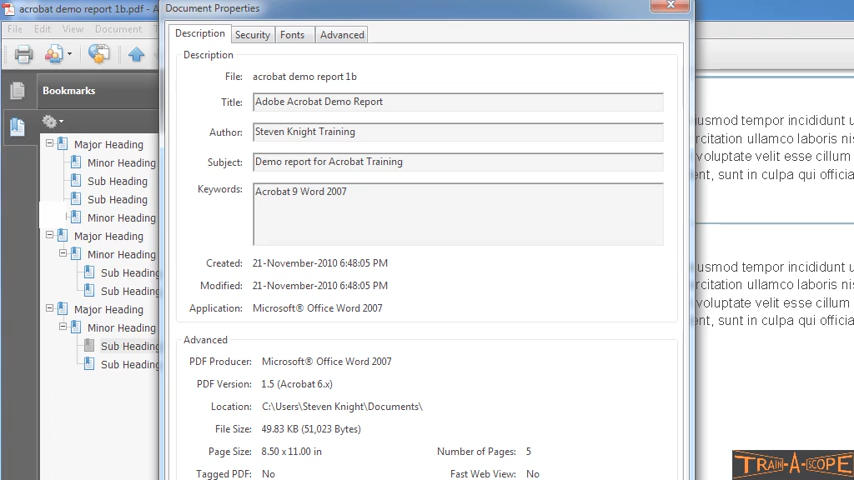 acrobat demo report 1b.pdf - A
Document Properties
File Edit View Document
Description Security Fonts Advanced
Bookmarks
Major Heading
Minor Heading
Sub Heading
Sub Heading
Minor Heading
Major Heading
Minor Heading
Sub Heading
Sub Heading
Major Heading
Minor Heading
Sub Heading
Sub Heading
Description
File: acrobat demo report 1b
Title: Adobe Acrobat Demo Report
Author: Steven Knight Training
Subject: Demo report for Acrobat Training
Keywords: Acrobat 9 Word 2007
Created: 21-November-2010 6:48:05 PM
Modified: 21-November-2010 6:48:05 PM
Application: Microsoft® Office Word 2007
Advanced
PDF Producer: Microsoft® Office Word 2007
PDF Version: 1.5 (Acrobat 6.x)
Location: C:\Users\Steven Knight\Documents\
File Size: 49.83 KB (51,023 Bytes)
Page Size: 8.50 x 11.00 in Number of Pages: 5
Tagged PDF: No Fast Web View: No
eiusmod tempor incididunt u
ercitation ullamco laboris nis
voluptate velit esse cillum
nt, sunt in culpa qui officia
eiusmod tempor incididunt u
ercitation ullamco laboris nis
voluptate velit esse cillum
nt, sunt in culpa qui officia
TRAIN-A-SCOPE